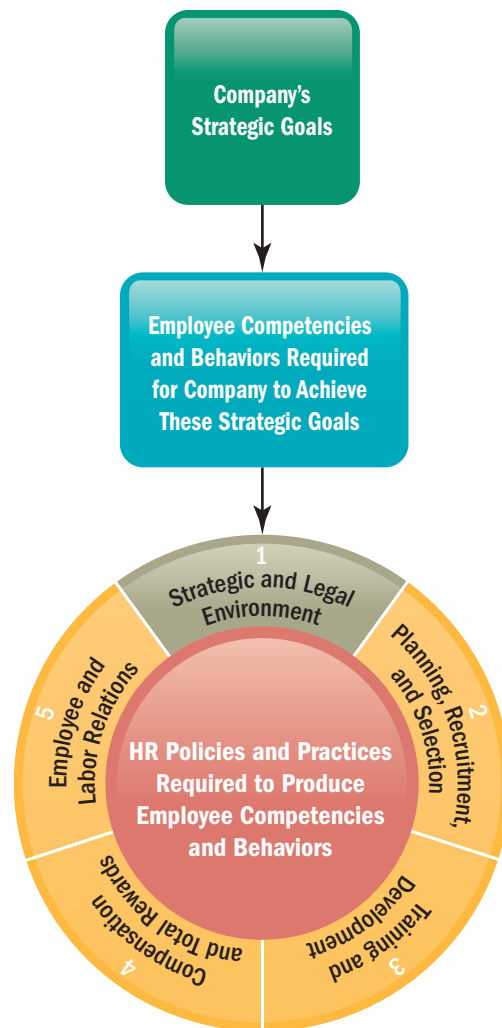 Company's
Strategic Goals
Employee Competencies
and Behaviors Required
for Company to Achieve
These Strategic Goals
1
Strategic and Legal
Environment
2
Planning, Recruitment,
and Selection
3
Training and
Development
4
Compensation
and Total Rewards
5
Employee and
Labor Relations
HR Policies and Practices
Required to Produce
Employee Competencies
and Behaviors